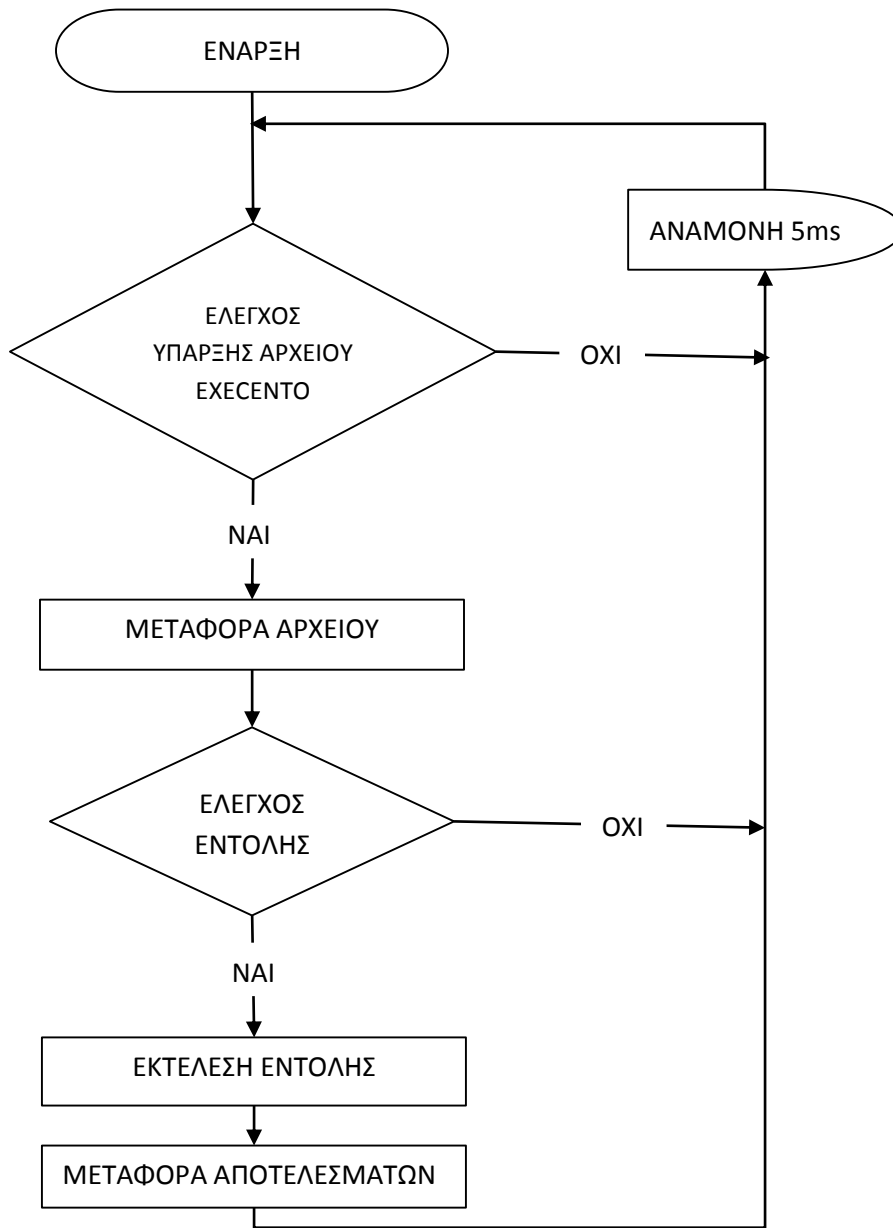 ΕΝΑΡΞΗ
ΑΝΑΜΟΝΗ 5ms
ΕΛΕΓΧΟΣ
ΥΠΑΡΞΗΣ ΑΡΧΕΙΟΥ
EXECENTO
ΟΧΙ
ΝΑΙ
ΜΕΤΑΦΟΡΑ ΑΡΧΕΙΟΥ
ΕΛΕΓΧΟΣ
ΕΝΤΟΛΗΣ
ΟΧΙ
ΝΑΙ
ΕΚΤΕΛΕΣΗ ΕΝΤΟΛΗΣ
ΜΕΤΑΦΟΡΑ ΑΠΟΤΕΛΕΣΜΑΤΩΝ